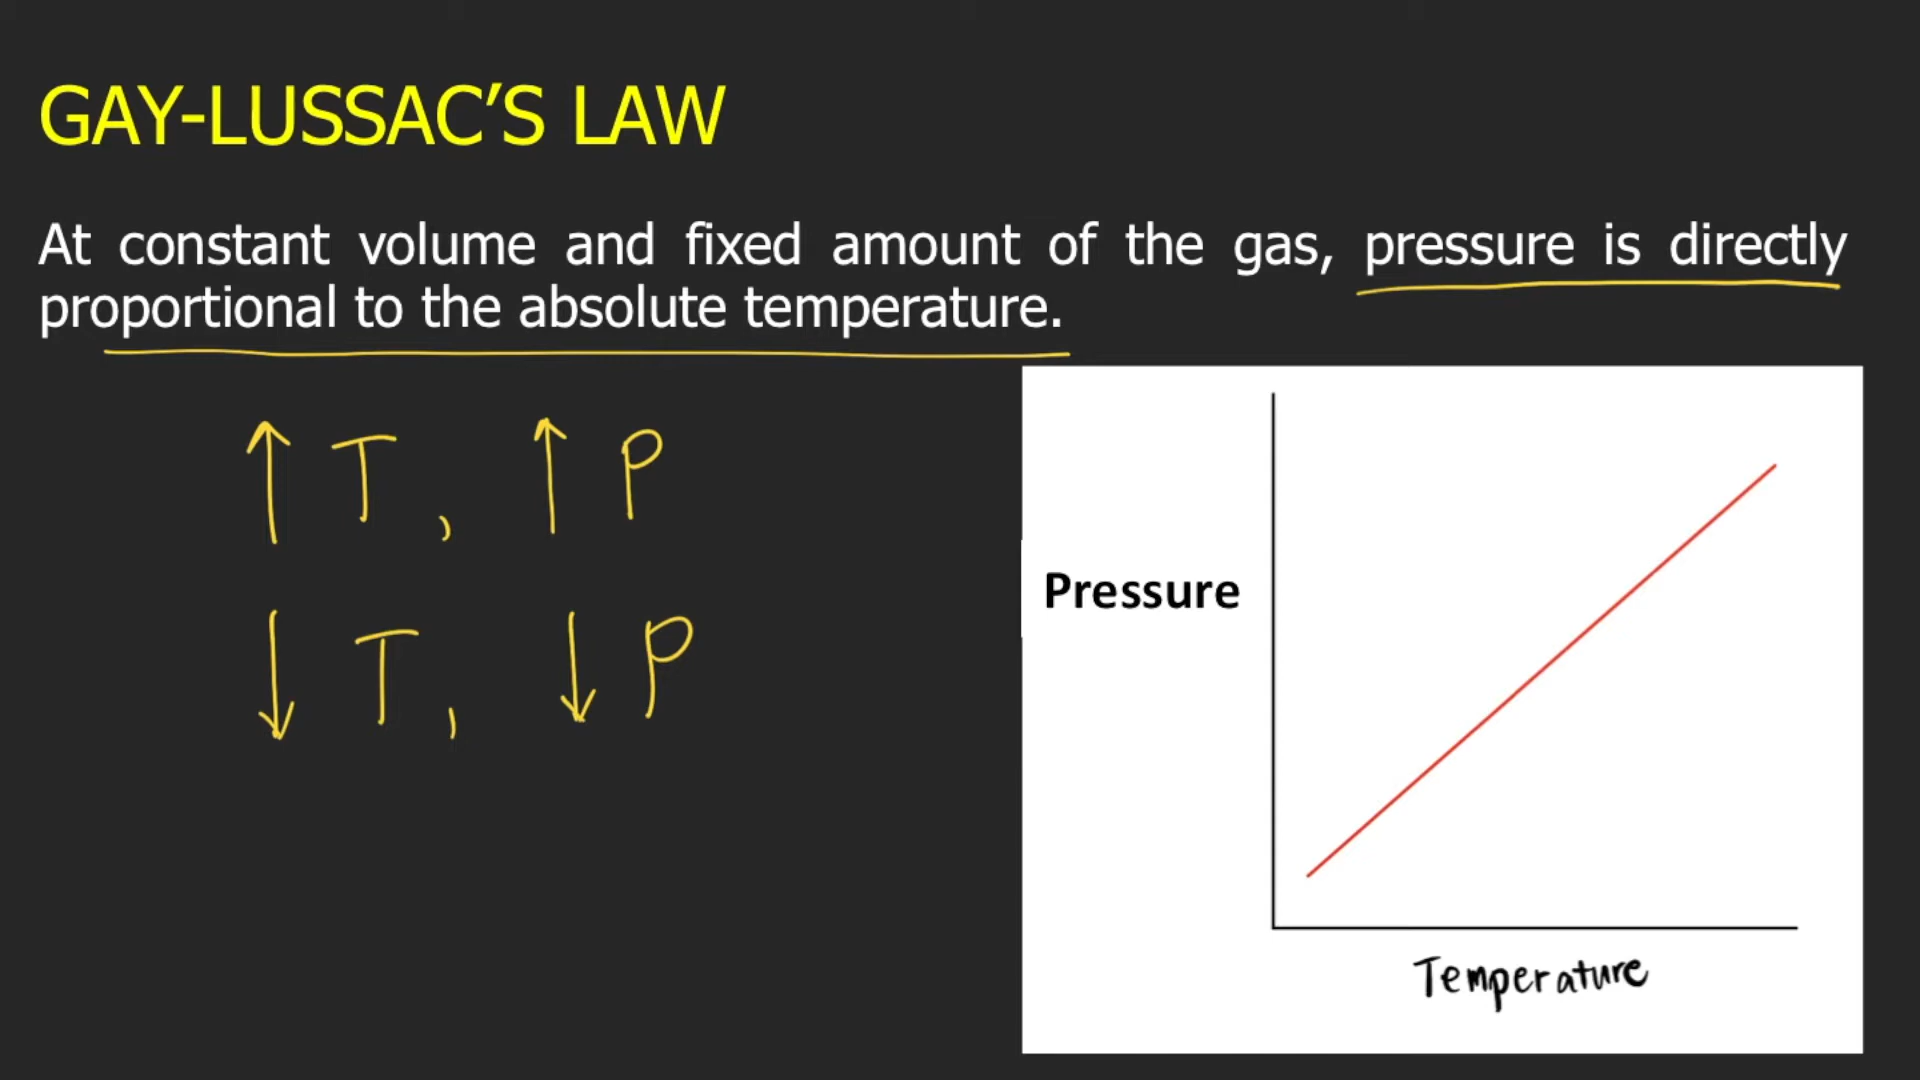 GAY-LUSSAC’S LAW
At constant volume and fixed amount of the gas, pressure is directly
proportional to the absolute temperature.
↑ T, ↑ P
↓ T, ↓ P
Pressure
Temperature